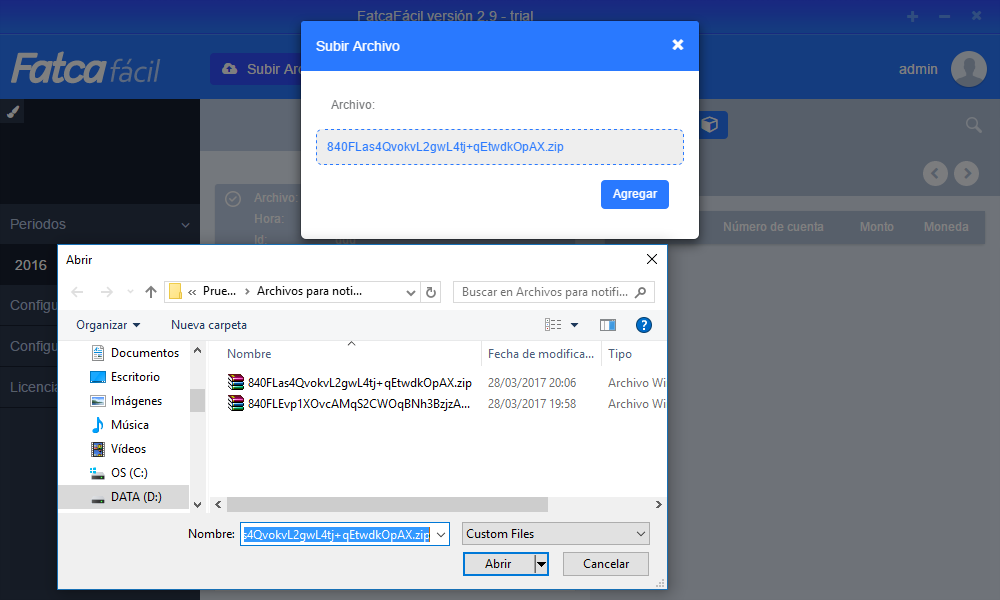 FatcaFácil versión 2.9 - trial
Fatca fácil
Subir Ar
admin
Subir Archivo
Archivo:
840FLas4QvokvL2gwL4tj+qEtwdkOpAX.zip
Agregar
Archivo:
Hora:
Id:
Número de cuenta
Monto
Moneda
Periodos
2016
Configu
Configu
Licencia
Abrir
« Prue... > Archivos para noti...
Buscar en Archivos para notifi...
Organizar
Nueva carpeta
Documentos
Escritorio
Imágenes
Música
Vídeos
OS (C:)
DATA (D:)
Nombre
Fecha de modifica...
Tipo
840FLas4QvokvL2gwL4tj+qEtwdkOpAX.zip
28/03/2017 20:06
Archivo Wi
840FLEvp1XOvcAMqS2CWOqBNh3BzjzA...
28/03/2017 19:58
Archivo Wi
Nombre:
s4QvokvL2gwL4tj+qEtwdkOpAX.zip
Custom Files
Abrir
Cancelar